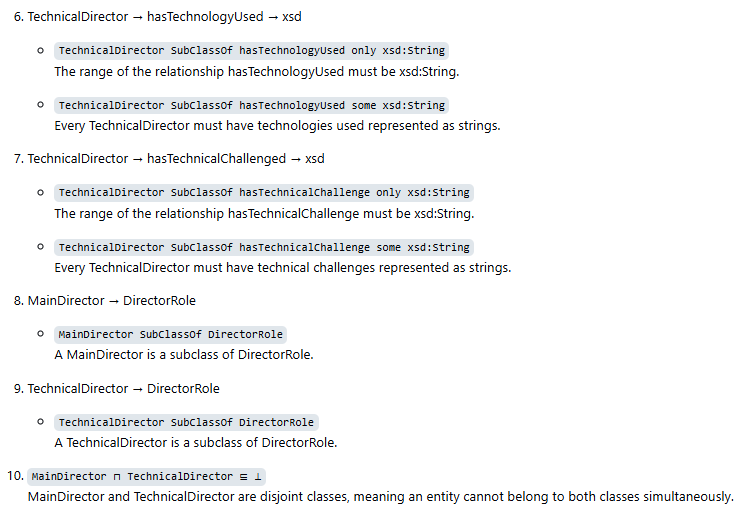 6. TechnicalDirector → hasTechnologyUsed → xsd
TechnicalDirector SubClassOf hasTechnologyUsed only xsd:String
The range of the relationship hasTechnologyUsed must be xsd:String.
TechnicalDirector SubClassOf hasTechnologyUsed some xsd:String
Every TechnicalDirector must have technologies used represented as strings.
7. TechnicalDirector → hasTechnicalChallenged → xsd
TechnicalDirector SubClassOf hasTechnicalChallenge only xsd:String
The range of the relationship hasTechnicalChallenge must be xsd:String.
TechnicalDirector SubClassOf hasTechnicalChallenge some xsd:String
Every TechnicalDirector must have technical challenges represented as strings.
8. MainDirector → DirectorRole
MainDirector SubClassOf DirectorRole
A MainDirector is a subclass of DirectorRole.
9. TechnicalDirector → DirectorRole
TechnicalDirector SubClassOf DirectorRole
A TechnicalDirector is a subclass of DirectorRole.
10. MainDirector ⊓ TechnicalDirector ⊑ ⊥
MainDirector and TechnicalDirector are disjoint classes, meaning an entity cannot belong to both classes simultaneously.